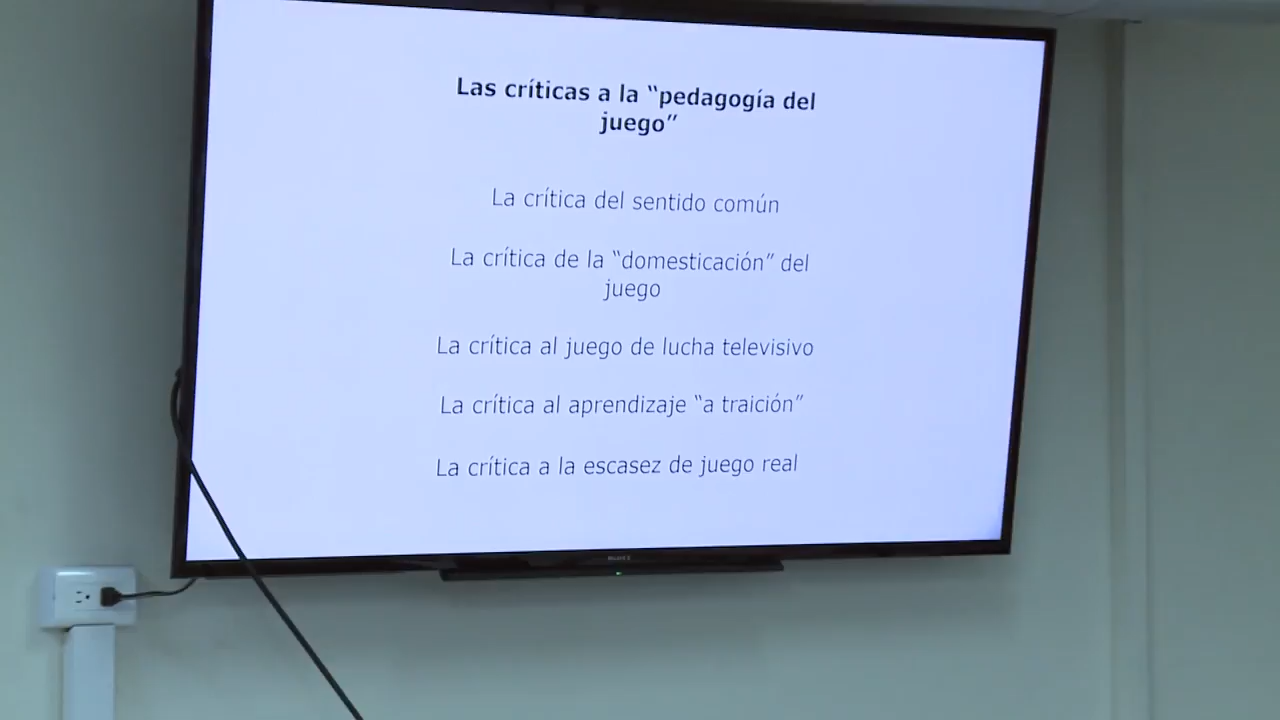 Las críticas a la “pedagogía del
juego”
La crítica del sentido común
La crítica de la “domesticación” del
juego
La crítica al juego de lucha televisivo
La crítica al aprendizaje “a traición”
La crítica a la escasez de juego real
SONY